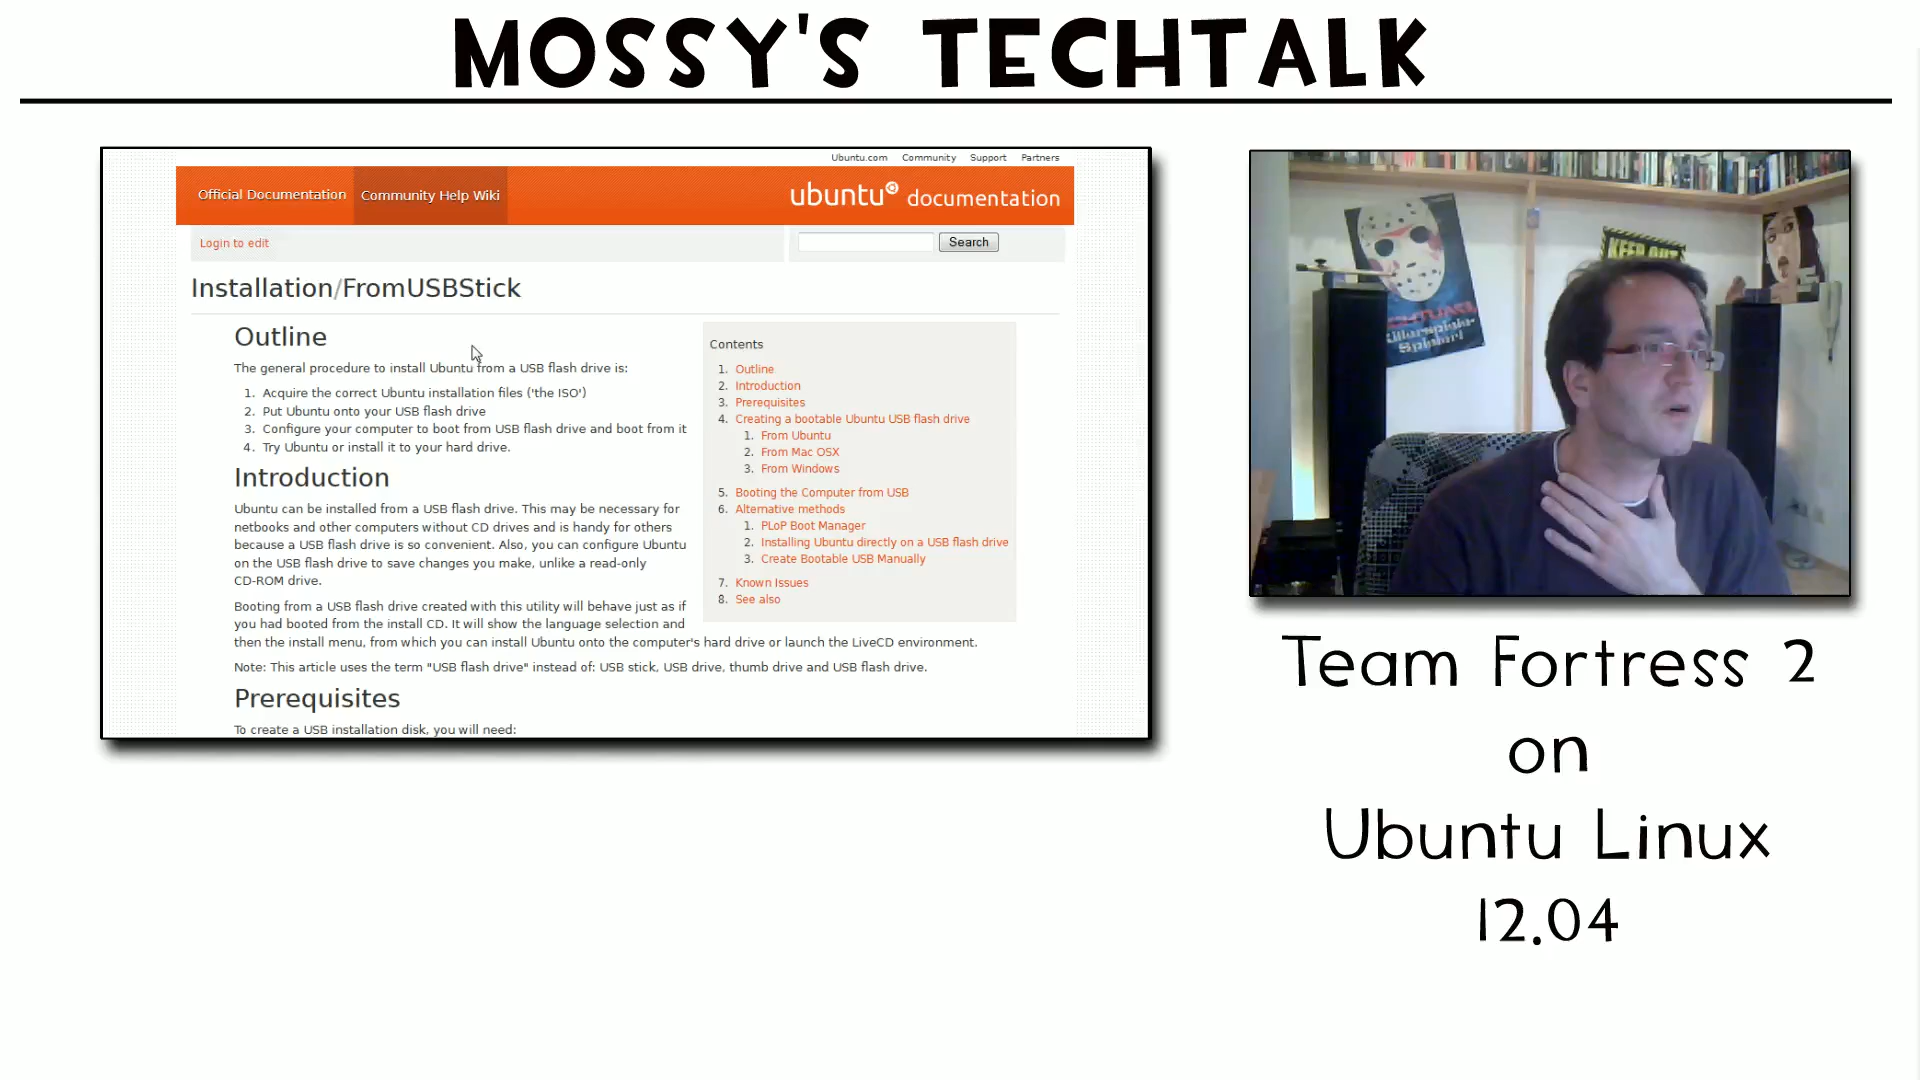 MOSSY'S TECHTALK
Ubuntu.com Community Support Partners
Official Documentation Community Help Wiki
ubuntu documentation
Login to edit
Search
Installation/FromUSBStick
Outline
The general procedure to install Ubuntu from a USB flash drive is:
1. Acquire the correct Ubuntu installation files ('the ISO')
2. Put Ubuntu onto your USB flash drive
3. Configure your computer to boot from USB flash drive and boot from it
4. Try Ubuntu or install it to your hard drive.
Introduction
Ubuntu can be installed from a USB flash drive. This may be necessary for
netbooks and other computers without CD drives and is handy for others
because a USB flash drive is so convenient. Also, you can configure Ubuntu
on the USB flash drive to save changes you make, unlike a read-only
CD-ROM drive.
Booting from a USB flash drive created with this utility will behave just as if
you had booted from the install CD. It will show the language selection and
then the install menu, from which you can install Ubuntu onto the computer's hard drive or launch the LiveCD environment.
Note: This article uses the term "USB flash drive" instead of: USB stick, USB drive, thumb drive and USB flash drive.
Prerequisites
To create a USB installation disk, you will need:
Contents
1. Outline
2. Introduction
3. Prerequisites
4. Creating a bootable Ubuntu USB flash drive
1. From Ubuntu
2. From Mac OSX
3. From Windows
5. Booting the Computer from USB
6. Alternative methods
1. PLoP Boot Manager
2. Installing Ubuntu directly on a USB flash drive
3. Create Bootable USB Manually
7. Known Issues
8. See also
KEEP OUT
Killerspiele
Team Fortress 2
on
Ubuntu Linux
12.04